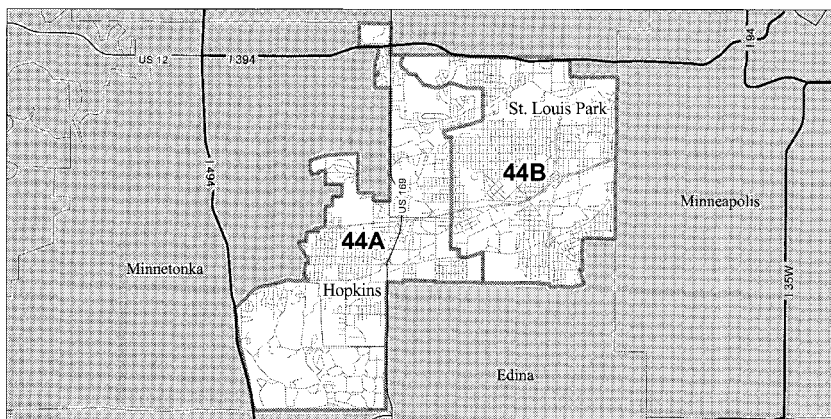 I 94
US 12
I 394
St. Louis Park
I 494
44B
US 169
Minneapolis
44A
Minnetonka
I 35W
Hopkins
Edina